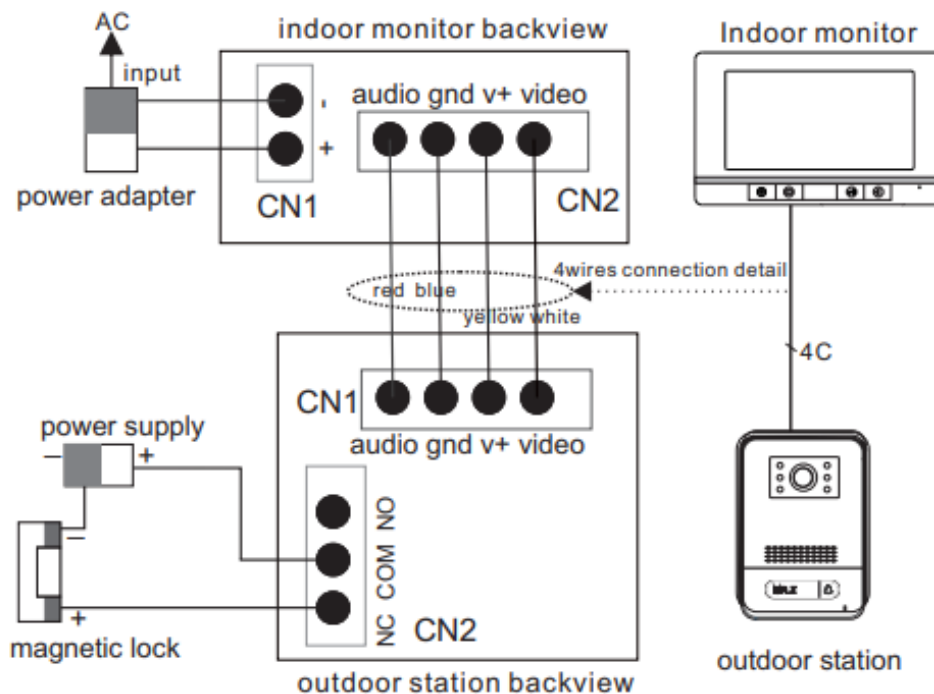 AC
input
power adapter
indoor monitor backview
-
+
CN1
audio gnd v+ video
CN2
Indoor monitor
4wires connection detail
red blue
yellow white
4C
CN1
audio gnd v+ video
power supply
−
+
−
+
magnetic lock
NO
COM
NC
CN2
outdoor station backview
outdoor station